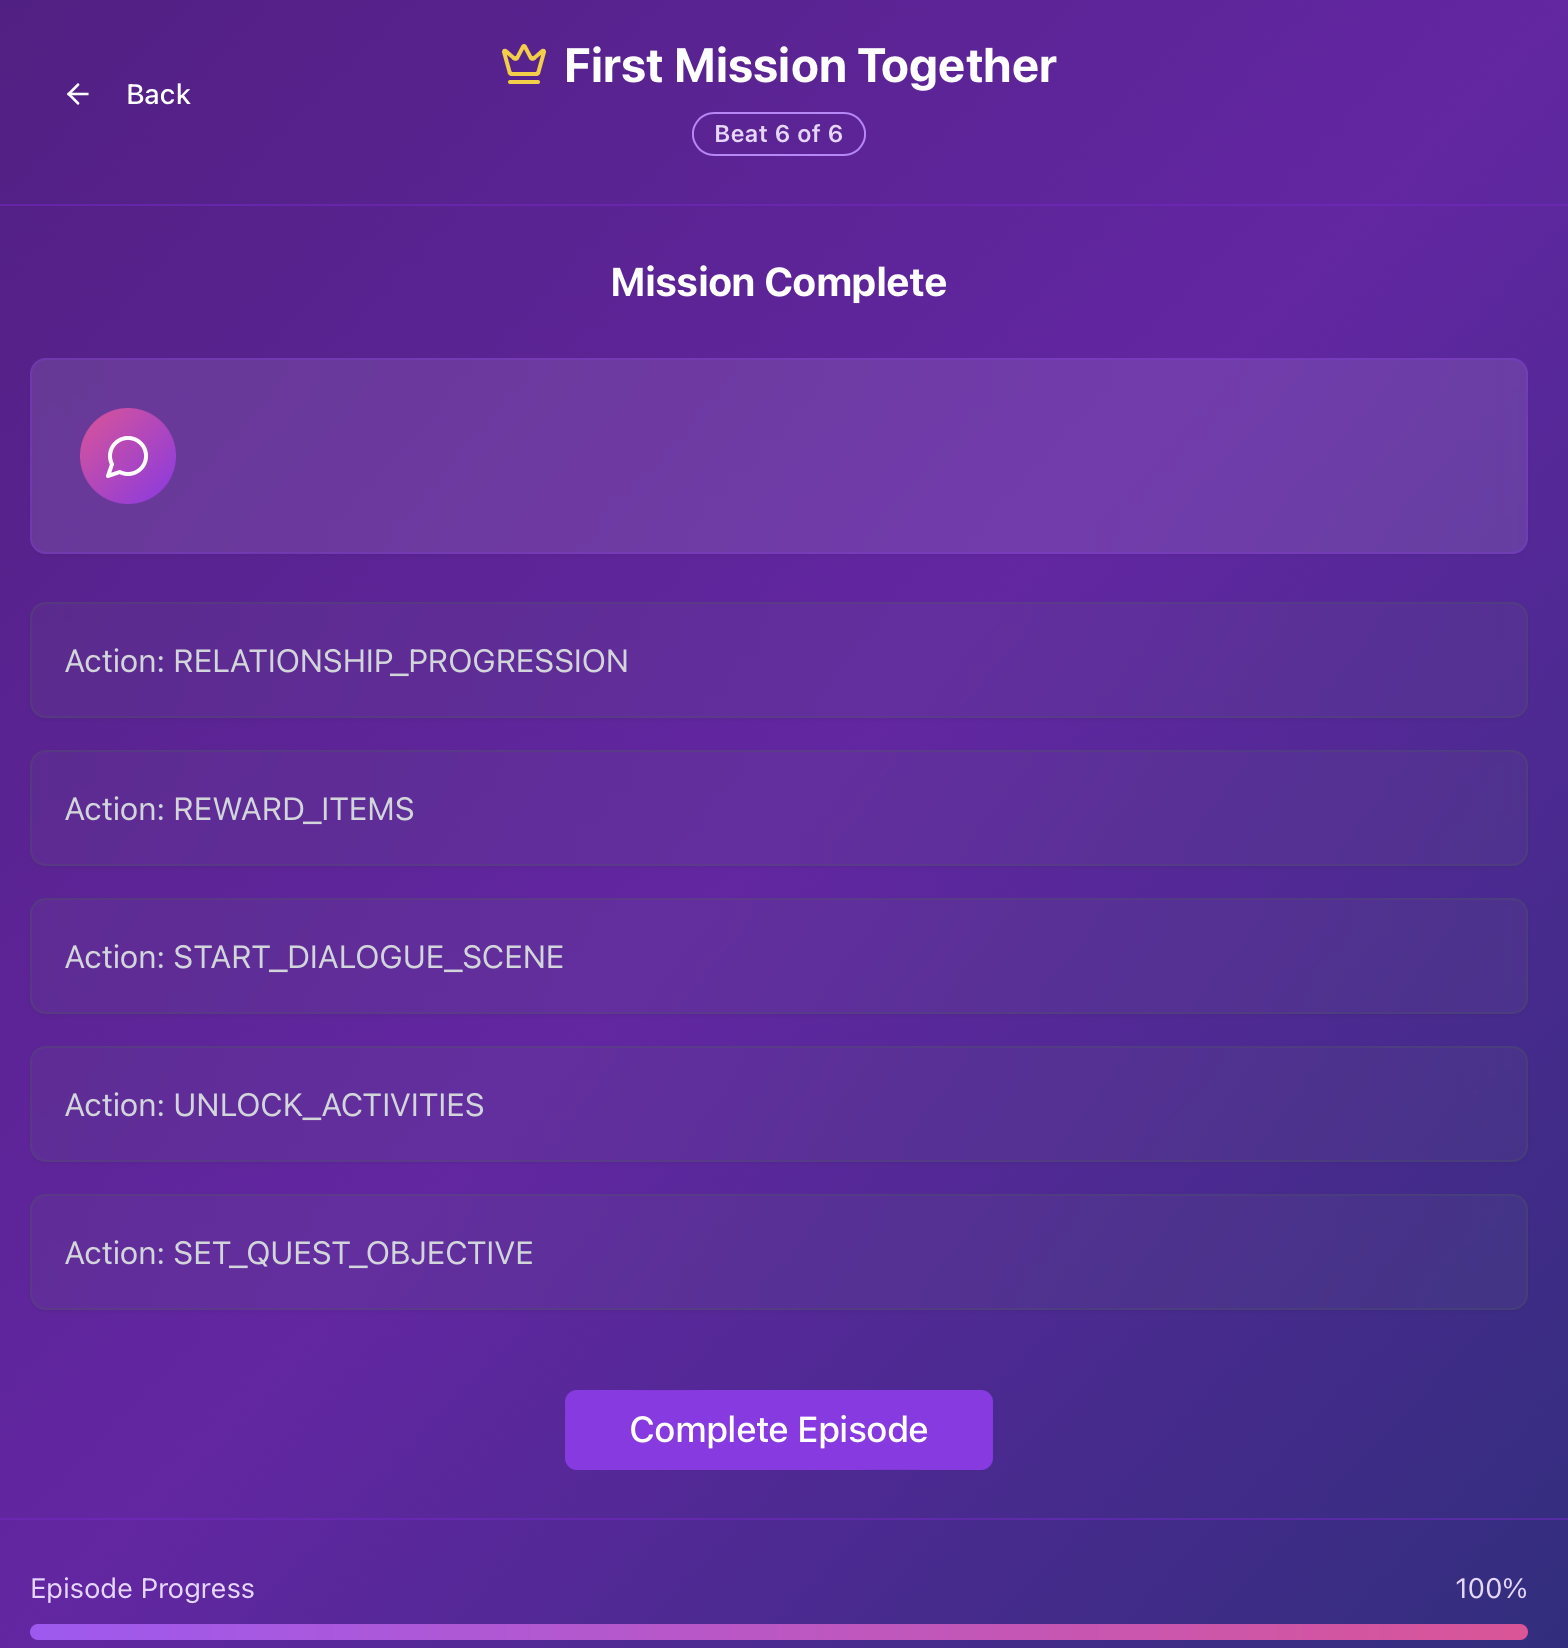 Back
First Mission Together
Beat 6 of 6
Mission Complete
Action: RELATIONSHIP_PROGRESSION
Action: REWARD_ITEMS
Action: START_DIALOGUE_SCENE
Action: UNLOCK_ACTIVITIES
Action: SET_QUEST_OBJECTIVE
Complete Episode
Episode Progress
100%